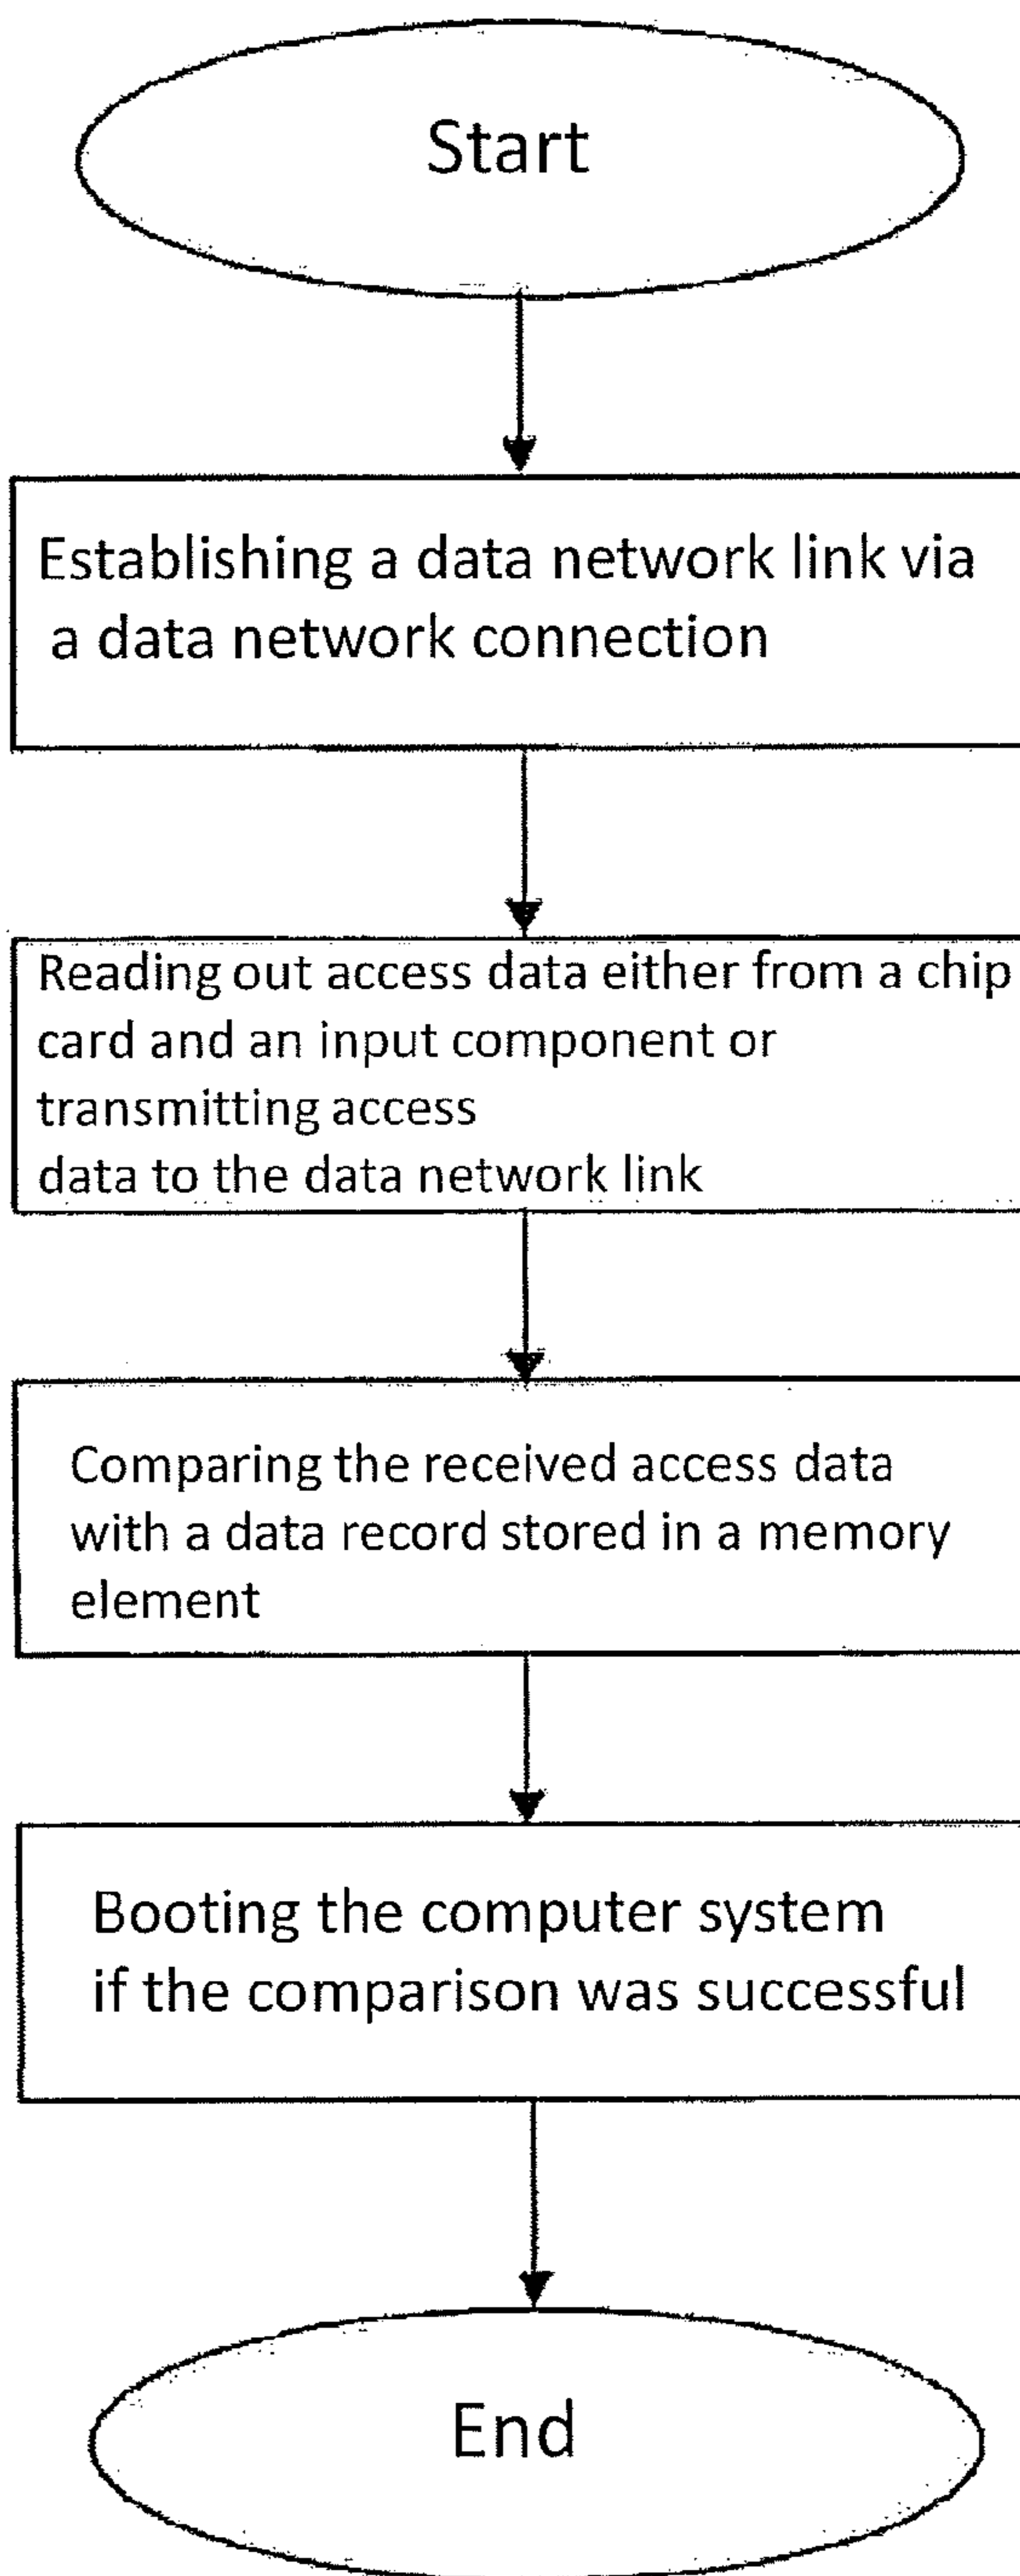 Start
Establishing a data network link via
a data network connection
Reading out access data either from a chip
card and an input component or
transmitting access
data to the data network link
Comparing the received access data
with a data record stored in a memory
element
Booting the computer system
if the comparison was successful
End